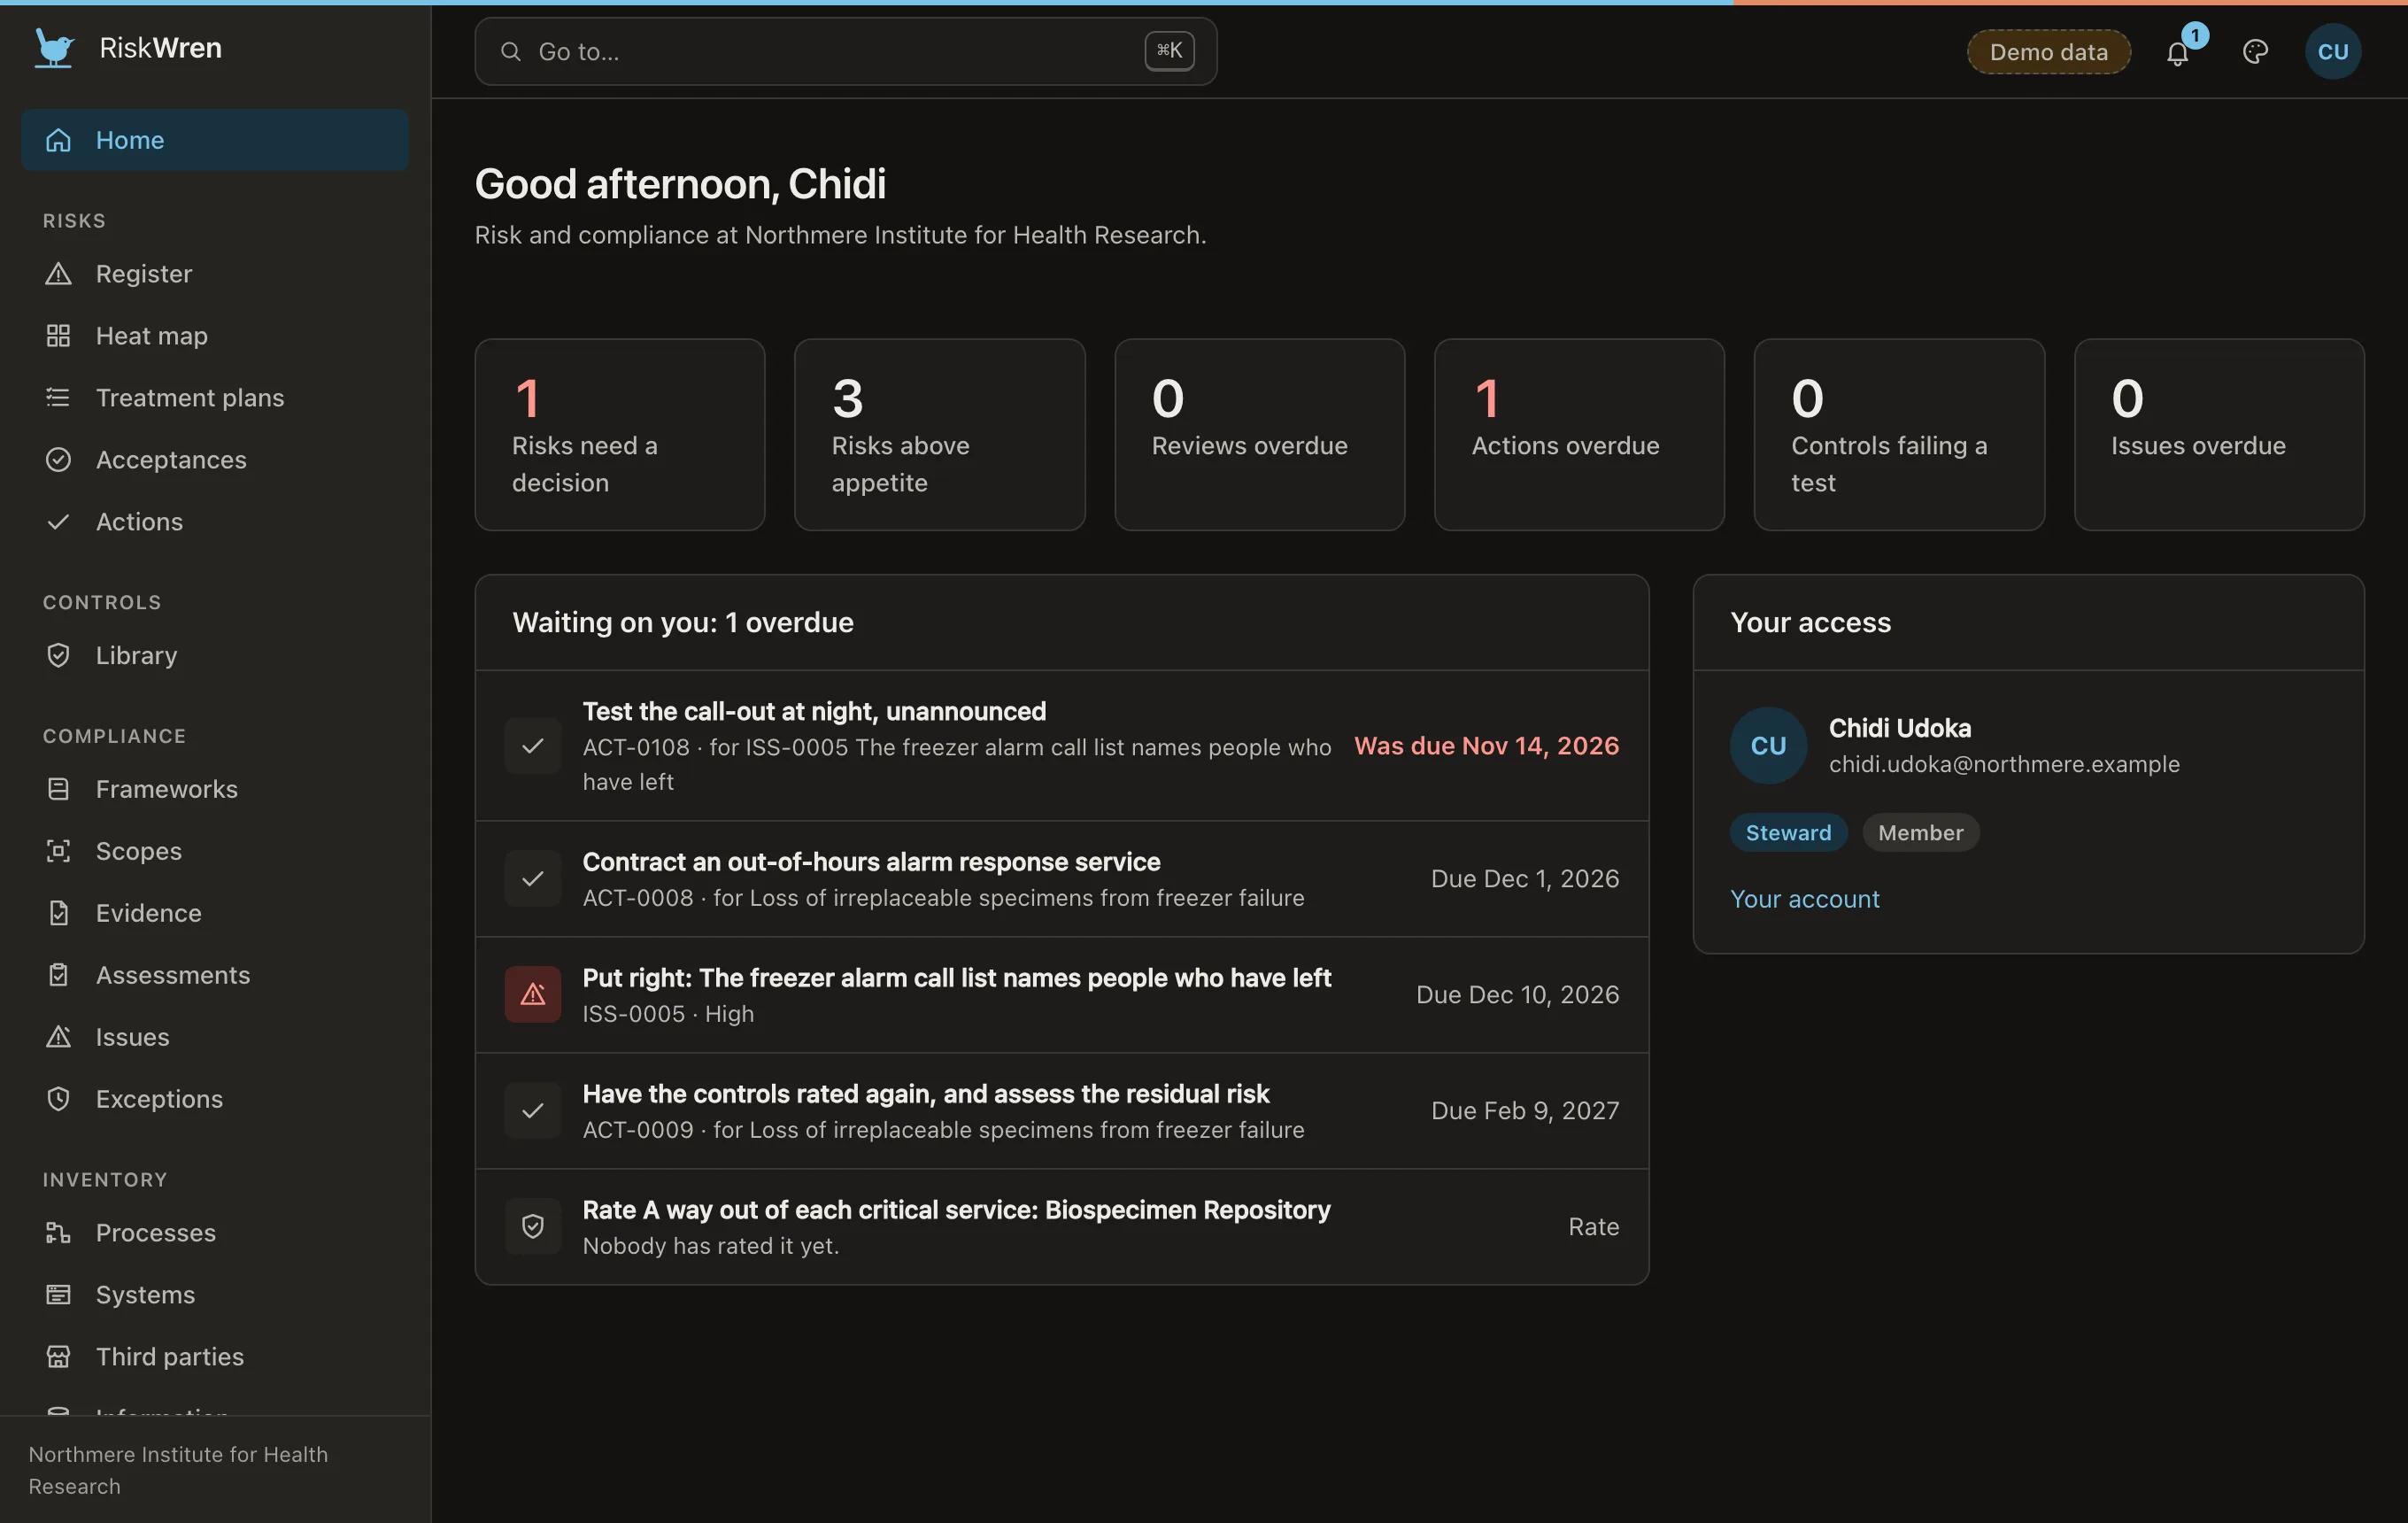 RiskWren
Go to...
⌘K
Demo data
1
CU
Home
RISKS
Register
Heat map
Treatment plans
Acceptances
Actions
CONTROLS
Library
COMPLIANCE
Frameworks
Scopes
Evidence
Assessments
Issues
Exceptions
INVENTORY
Processes
Systems
Third parties
Information
Northmere Institute for Health
Research
Good afternoon, Chidi
Risk and compliance at Northmere Institute for Health Research.
1
Risks need a
decision
3
Risks above
appetite
0
Reviews overdue
1
Actions overdue
0
Controls failing a
test
0
Issues overdue
Waiting on you: 1 overdue
Test the call-out at night, unannounced
ACT-0108 · for ISS-0005 The freezer alarm call list names people who
have left
Was due Nov 14, 2026
Contract an out-of-hours alarm response service
ACT-0008 · for Loss of irreplaceable specimens from freezer failure
Due Dec 1, 2026
Put right: The freezer alarm call list names people who have left
ISS-0005 · High
Due Dec 10, 2026
Have the controls rated again, and assess the residual risk
ACT-0009 · for Loss of irreplaceable specimens from freezer failure
Due Feb 9, 2027
Rate A way out of each critical service: Biospecimen Repository
Nobody has rated it yet.
Rate
Your access
CU
Chidi Udoka
chidi.udoka@northmere.example
Steward
Member
Your account